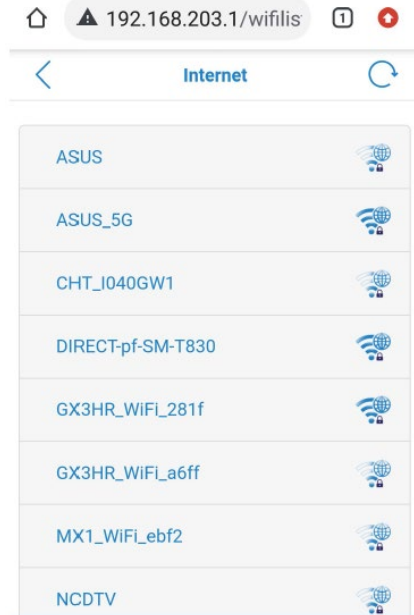 192.168.203.1/wifilis
1
Internet
ASUS
ASUS_5G
CHT_I040GW1
DIRECT-pf-SM-T830
GX3HR_WiFi_281f
GX3HR_WiFi_a6ff
MX1_WiFi_ebf2
NCDTV